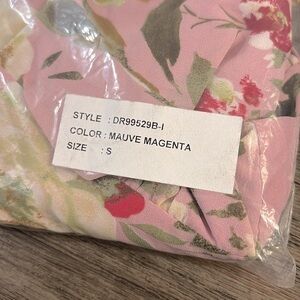 STYLE : DR99529B-I
COLOR : MAUVE MAGENTA
SIZE : S